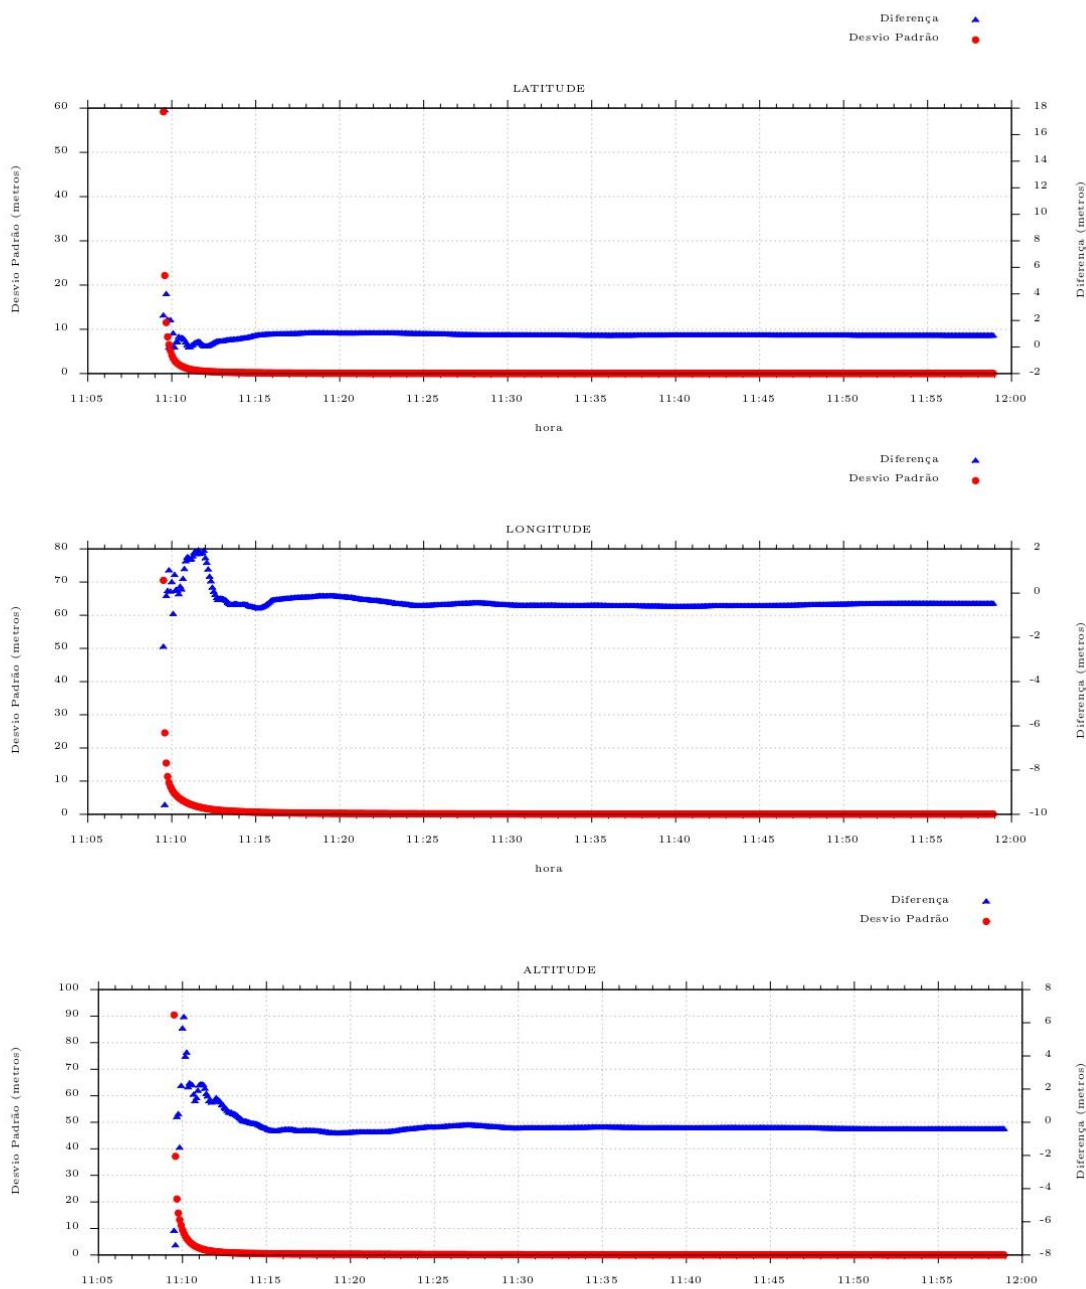 Diferença
Desvio Padrão
LATITUDE
60 18
16
50
14
40 12
10
30
8
20 6
4
10 2
0
0 -2
Desvio Padrão (metros)
Diferença (metros)
11:05 11:10 11:15 11:20 11:25 11:30 11:35 11:40 11:45 11:50 11:55 12:00
hora
Diferença
Desvio Padrão
LONGITUDE
80 2
70
0
60
-2
50
40 -4
30
-6
20
-8
10
0 -10
Desvio Padrão (metros)
Diferença (metros)
11:05 11:10 11:15 11:20 11:25 11:30 11:35 11:40 11:45 11:50 11:55 12:00
hora
Diferença
Desvio Padrão
ALTITUDE
100 8
90
6
80
70 4
60 2
50 0
40
-2
30
-4
20
10 -6
0 -8
Desvio Padrão (metros)
Diferença (metros)
11:05 11:10 11:15 11:20 11:25 11:30 11:35 11:40 11:45 11:50 11:55 12:00